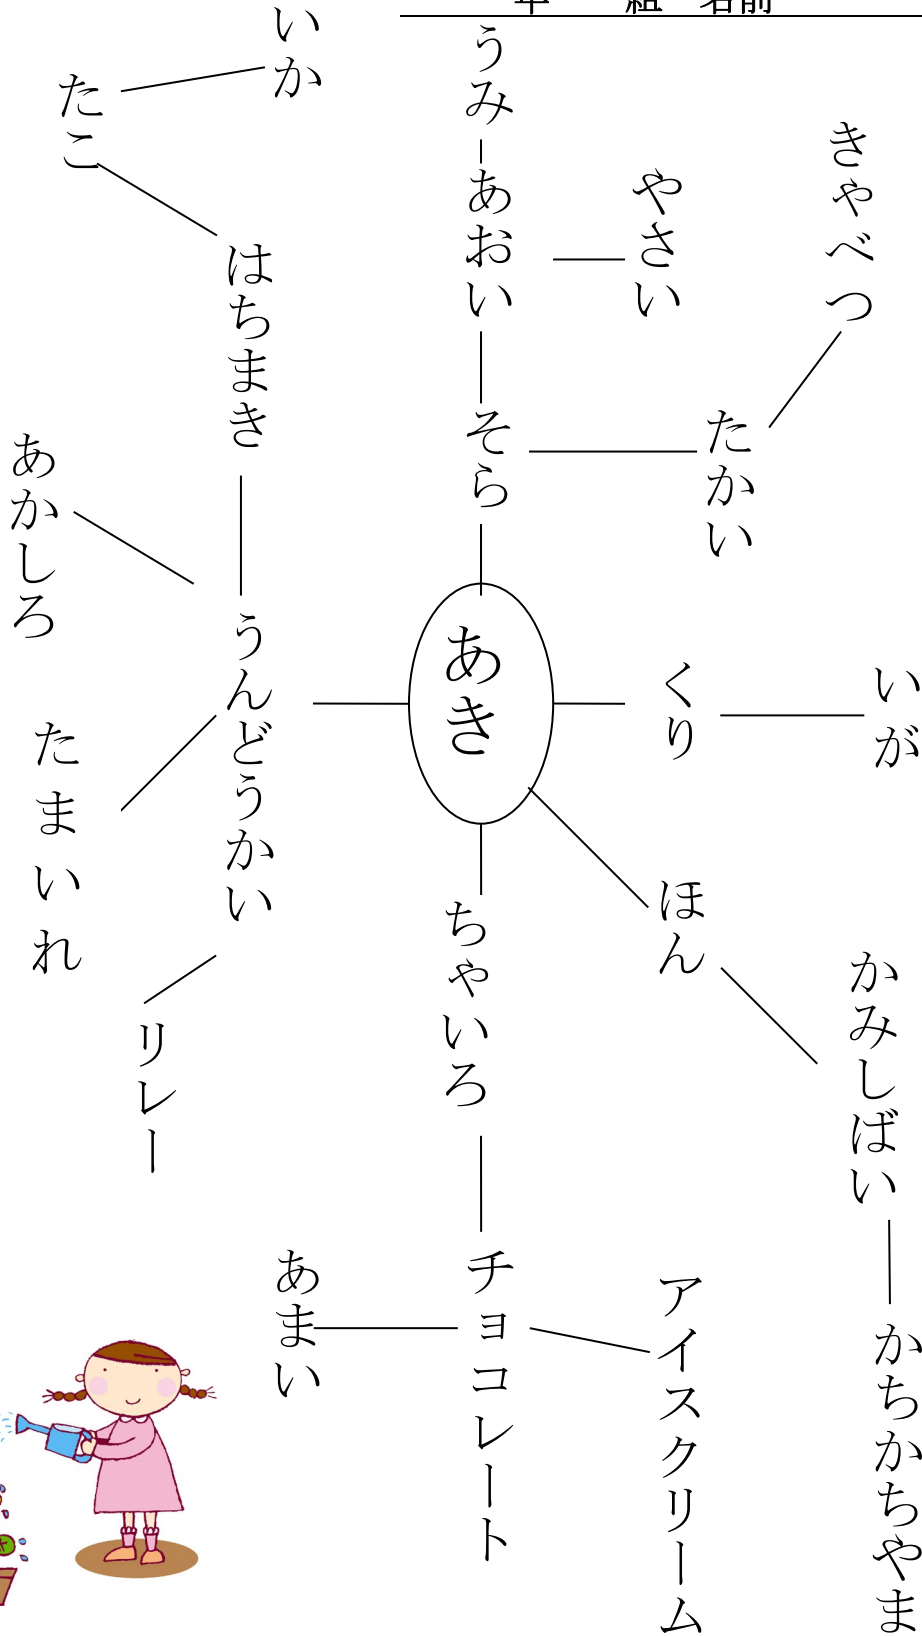 年 組 名前
きゃべつ
いが
かみしばい
かちかちやま
やさい
たかい
くり
ほん
アイスクリーム
うみ
あおい
そら
あき
ちゃいろ
チョコレート
いか
はちまき
うんどうかい
あまい
リレー
たこ
あかしろ
たまいれ